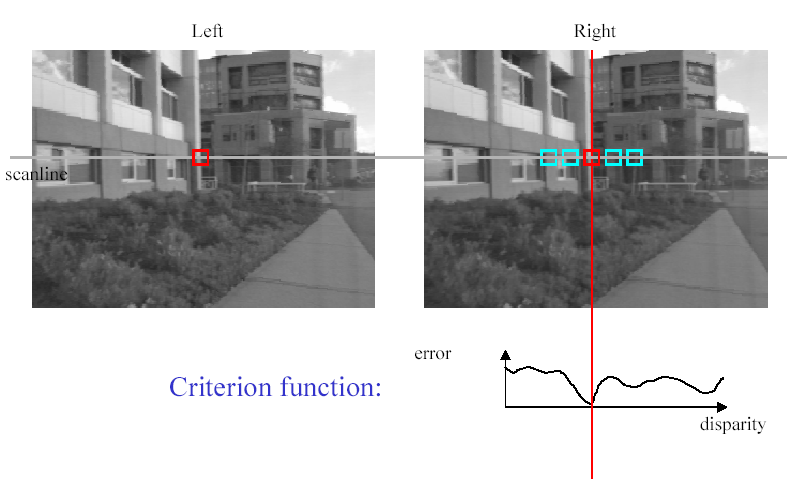 Left
Right
scanline
error
Criterion function:
disparity